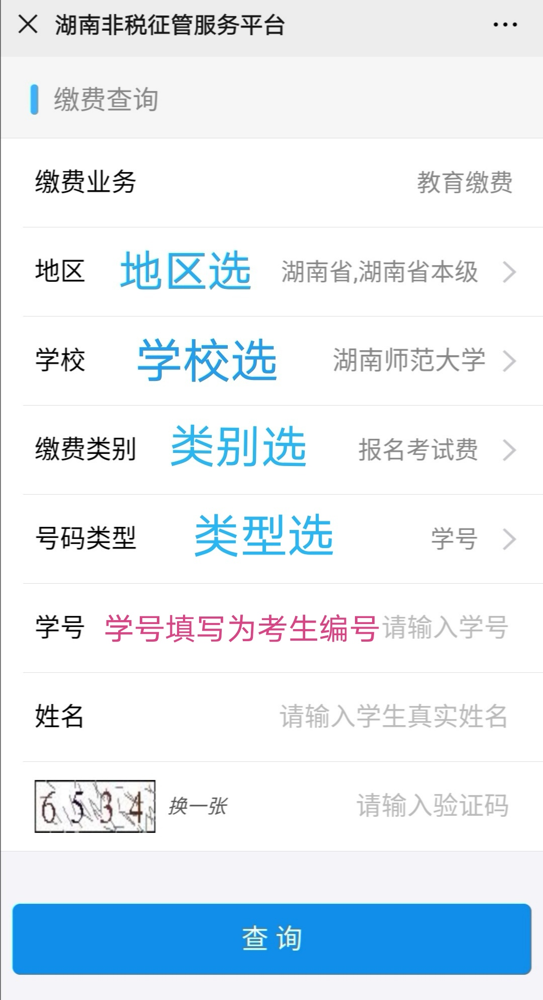 湖南非税征管服务平台
缴费查询
缴费业务 教育缴费
地区 地区选 湖南省,湖南省本级
学校 学校选 湖南师范大学
缴费类别 类别选 报名考试费
号码类型 类型选 学号
学号 学号填写为考生编号 请输入学号
姓名 请输入学生真实姓名
6534 换一张 请输入验证码
查询